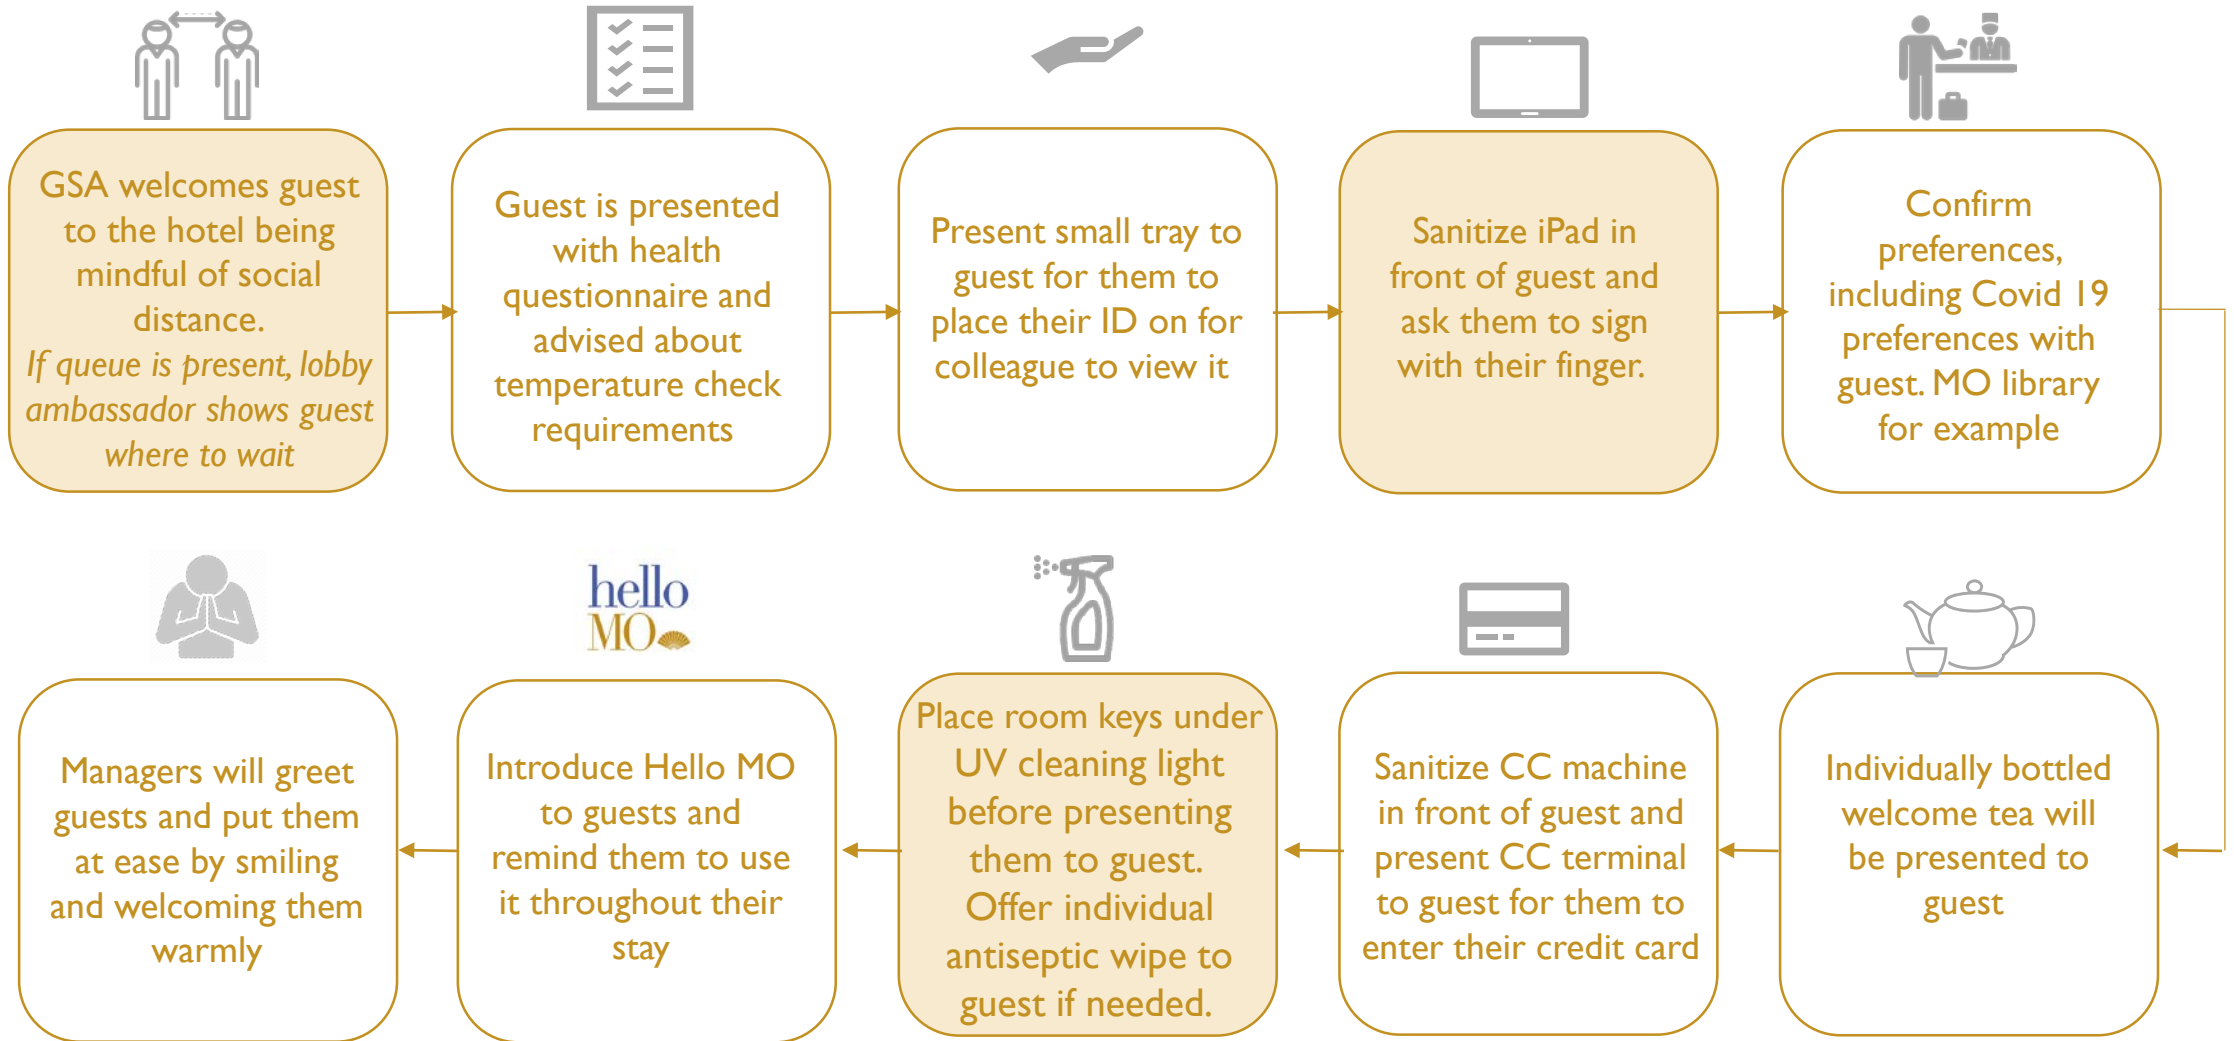 GSA welcomes guest
to the hotel being
mindful of social
distance.
If queue is present, lobby
ambassador shows guest
where to wait
Guest is presented
with health
questionnaire and
advised about
temperature check
requirements
Present small tray to
guest for them to
place their ID on for
colleague to view it
Sanitize iPad in
front of guest and
ask them to sign
with their finger.
Confirm
preferences,
including Covid 19
preferences with
guest. MO library
for example
Individually bottled
welcome tea will
be presented to
guest
Sanitize CC machine
in front of guest and
present CC terminal
to guest for them to
enter their credit card
Place room keys under
UV cleaning light
before presenting
them to guest.
Offer individual
antiseptic wipe to
guest if needed.
hello
MO
Introduce Hello MO
to guests and
remind them to use
it throughout their
stay
Managers will greet
guests and put them
at ease by smiling
and welcoming them
warmly